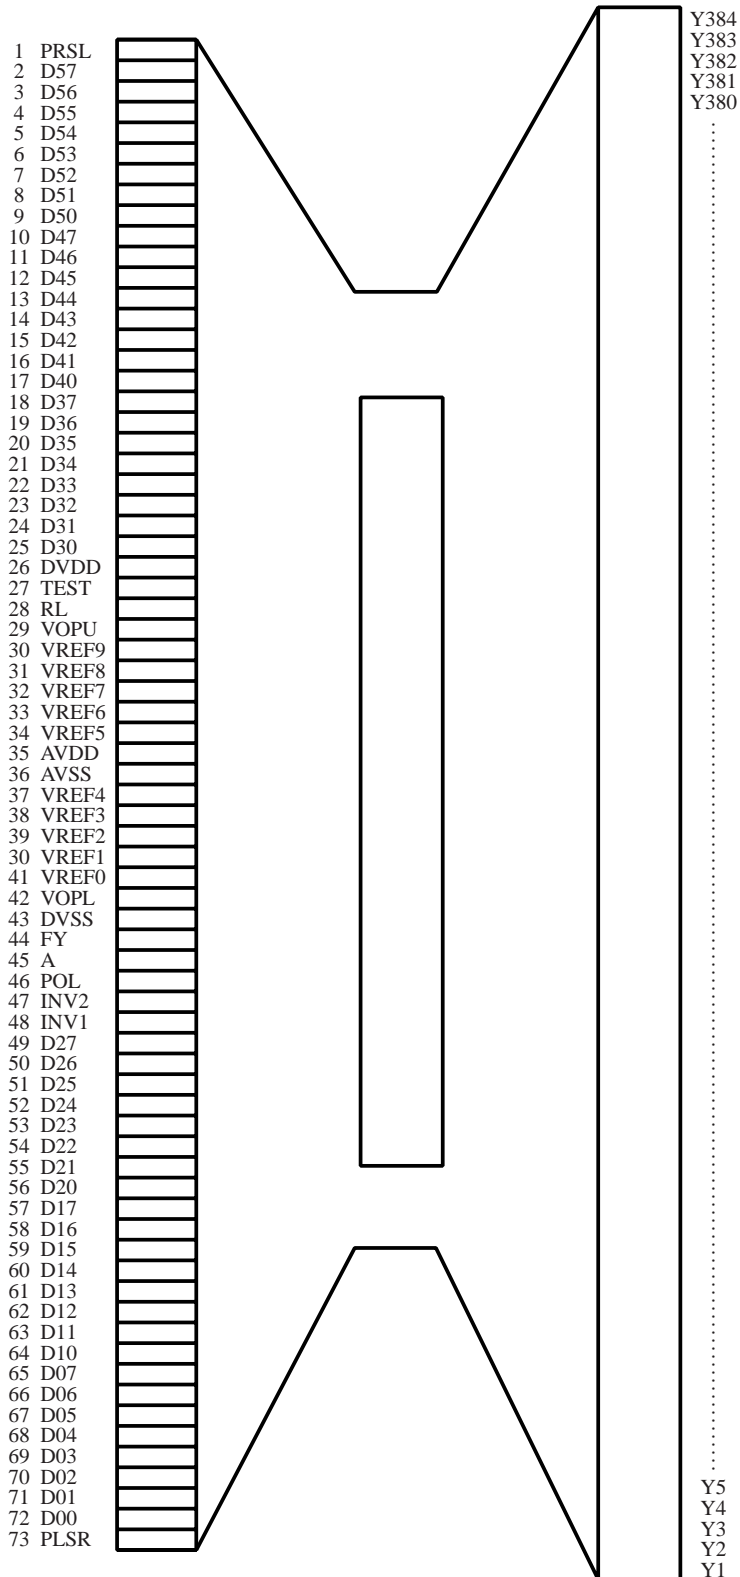 1 PRSL
2 D57
3 D56
4 D55
5 D54
6 D53
7 D52
8 D51
9 D50
10 D47
11 D46
12 D45
13 D44
14 D43
15 D42
16 D41
17 D40
18 D37
19 D36
20 D35
21 D34
22 D33
23 D32
24 D31
25 D30
26 DVDD
27 TEST
28 RL
29 VOPU
30 VREF9
31 VREF8
32 VREF7
33 VREF6
34 VREF5
35 AVDD
36 AVSS
37 VREF4
38 VREF3
39 VREF2
30 VREF1
41 VREF0
42 VOPL
43 DVSS
44 FY
45 A
46 POL
47 INV2
48 INV1
49 D27
50 D26
51 D25
52 D24
53 D23
54 D22
55 D21
56 D20
57 D17
58 D16
59 D15
60 D14
61 D13
62 D12
63 D11
64 D10
65 D07
66 D06
67 D05
68 D04
69 D03
70 D02
71 D01
72 D00
73 PLSR
Y384
Y383
Y382
Y381
Y380
Y5
Y4
Y3
Y2
Y1